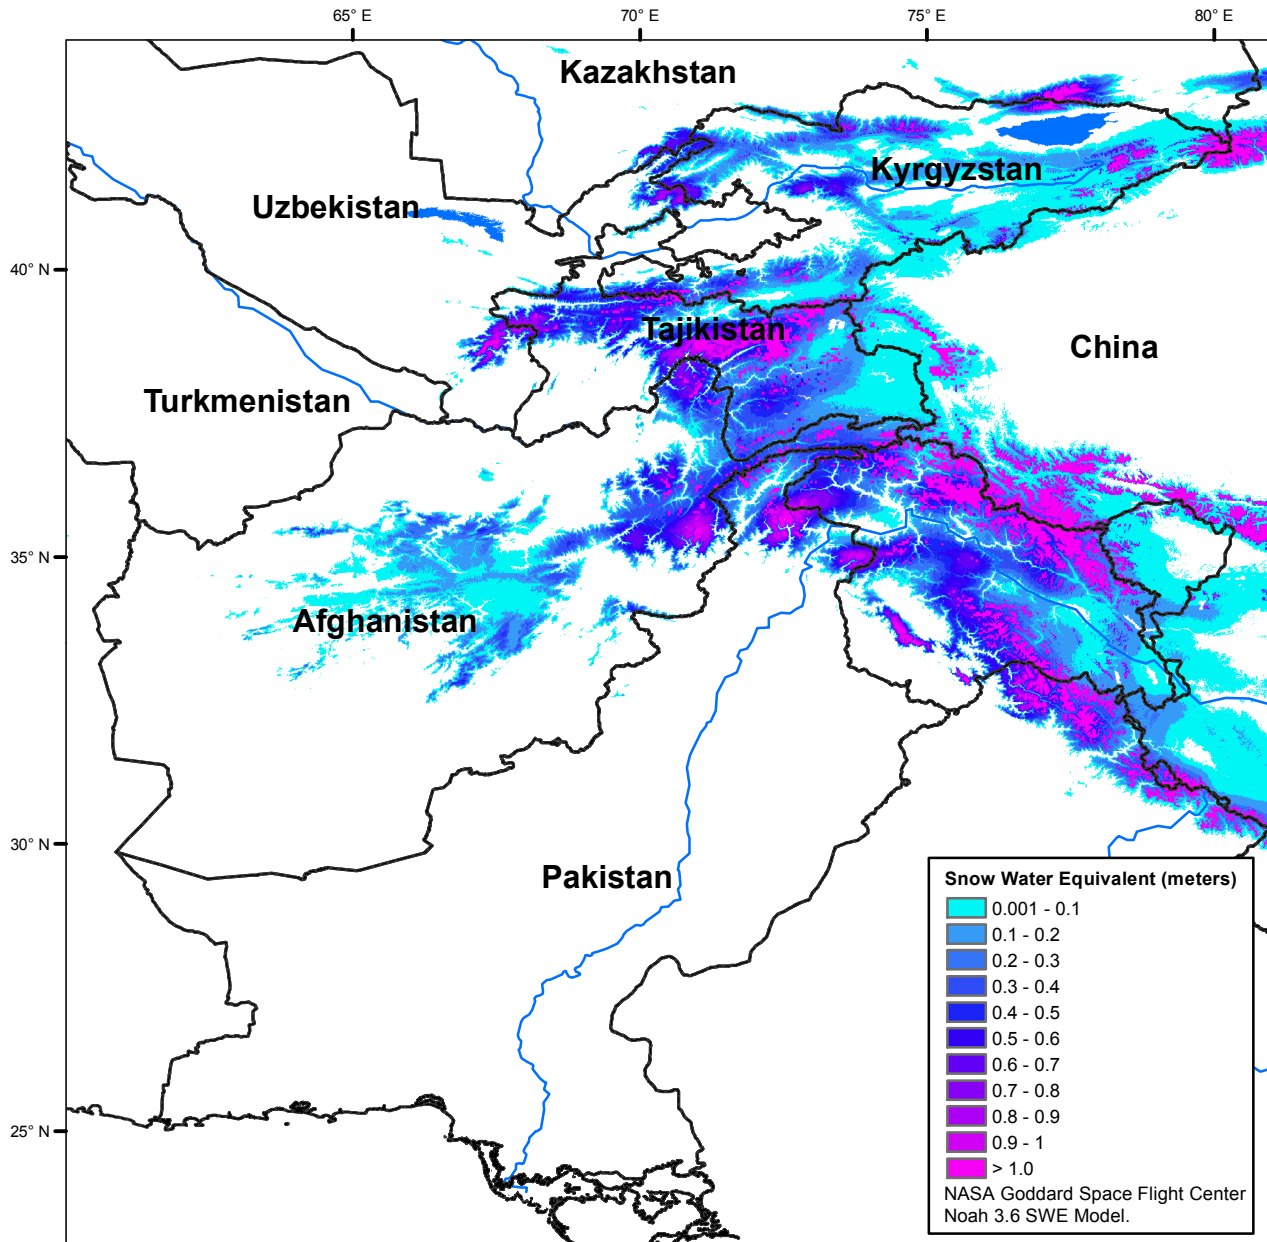 65° E
70° E
75° E
80° E
Kazakhstan
Kyrgyzstan
Uzbekistan
40° N
Tajikistan
China
Turkmenistan
35° N
Afghanistan
30° N
Pakistan
25° N
Snow Water Equivalent (meters)
0.001 - 0.1
0.1 - 0.2
0.2 - 0.3
0.3 - 0.4
0.4 - 0.5
0.5 - 0.6
0.6 - 0.7
0.7 - 0.8
0.8 - 0.9
0.9 - 1
> 1.0
NASA Goddard Space Flight Center
Noah 3.6 SWE Model.